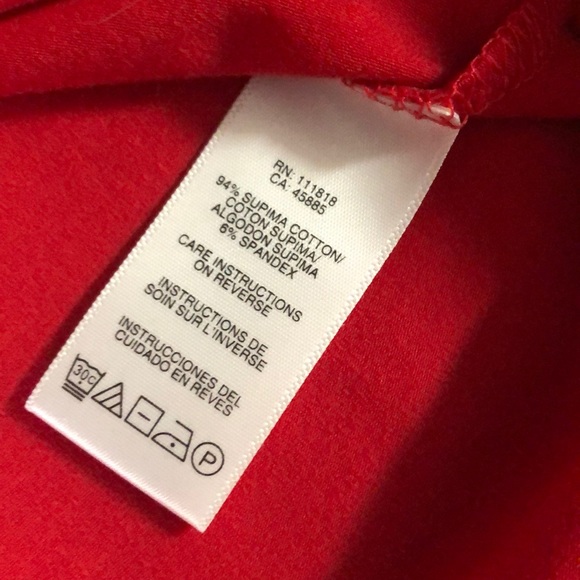 RN: 111818
CA: 45885
94% SUPIMA COTTON/
COTON SUPIMA/
ALGODON SUPIMA
6% SPANDEX
CARE INSTRUCTIONS
ON REVERSE
INSTRUCTIONS DE
SOIN SUR L'INVERSE
INSTRUCCIONES DEL
CUIDADO EN REVES
30C
P